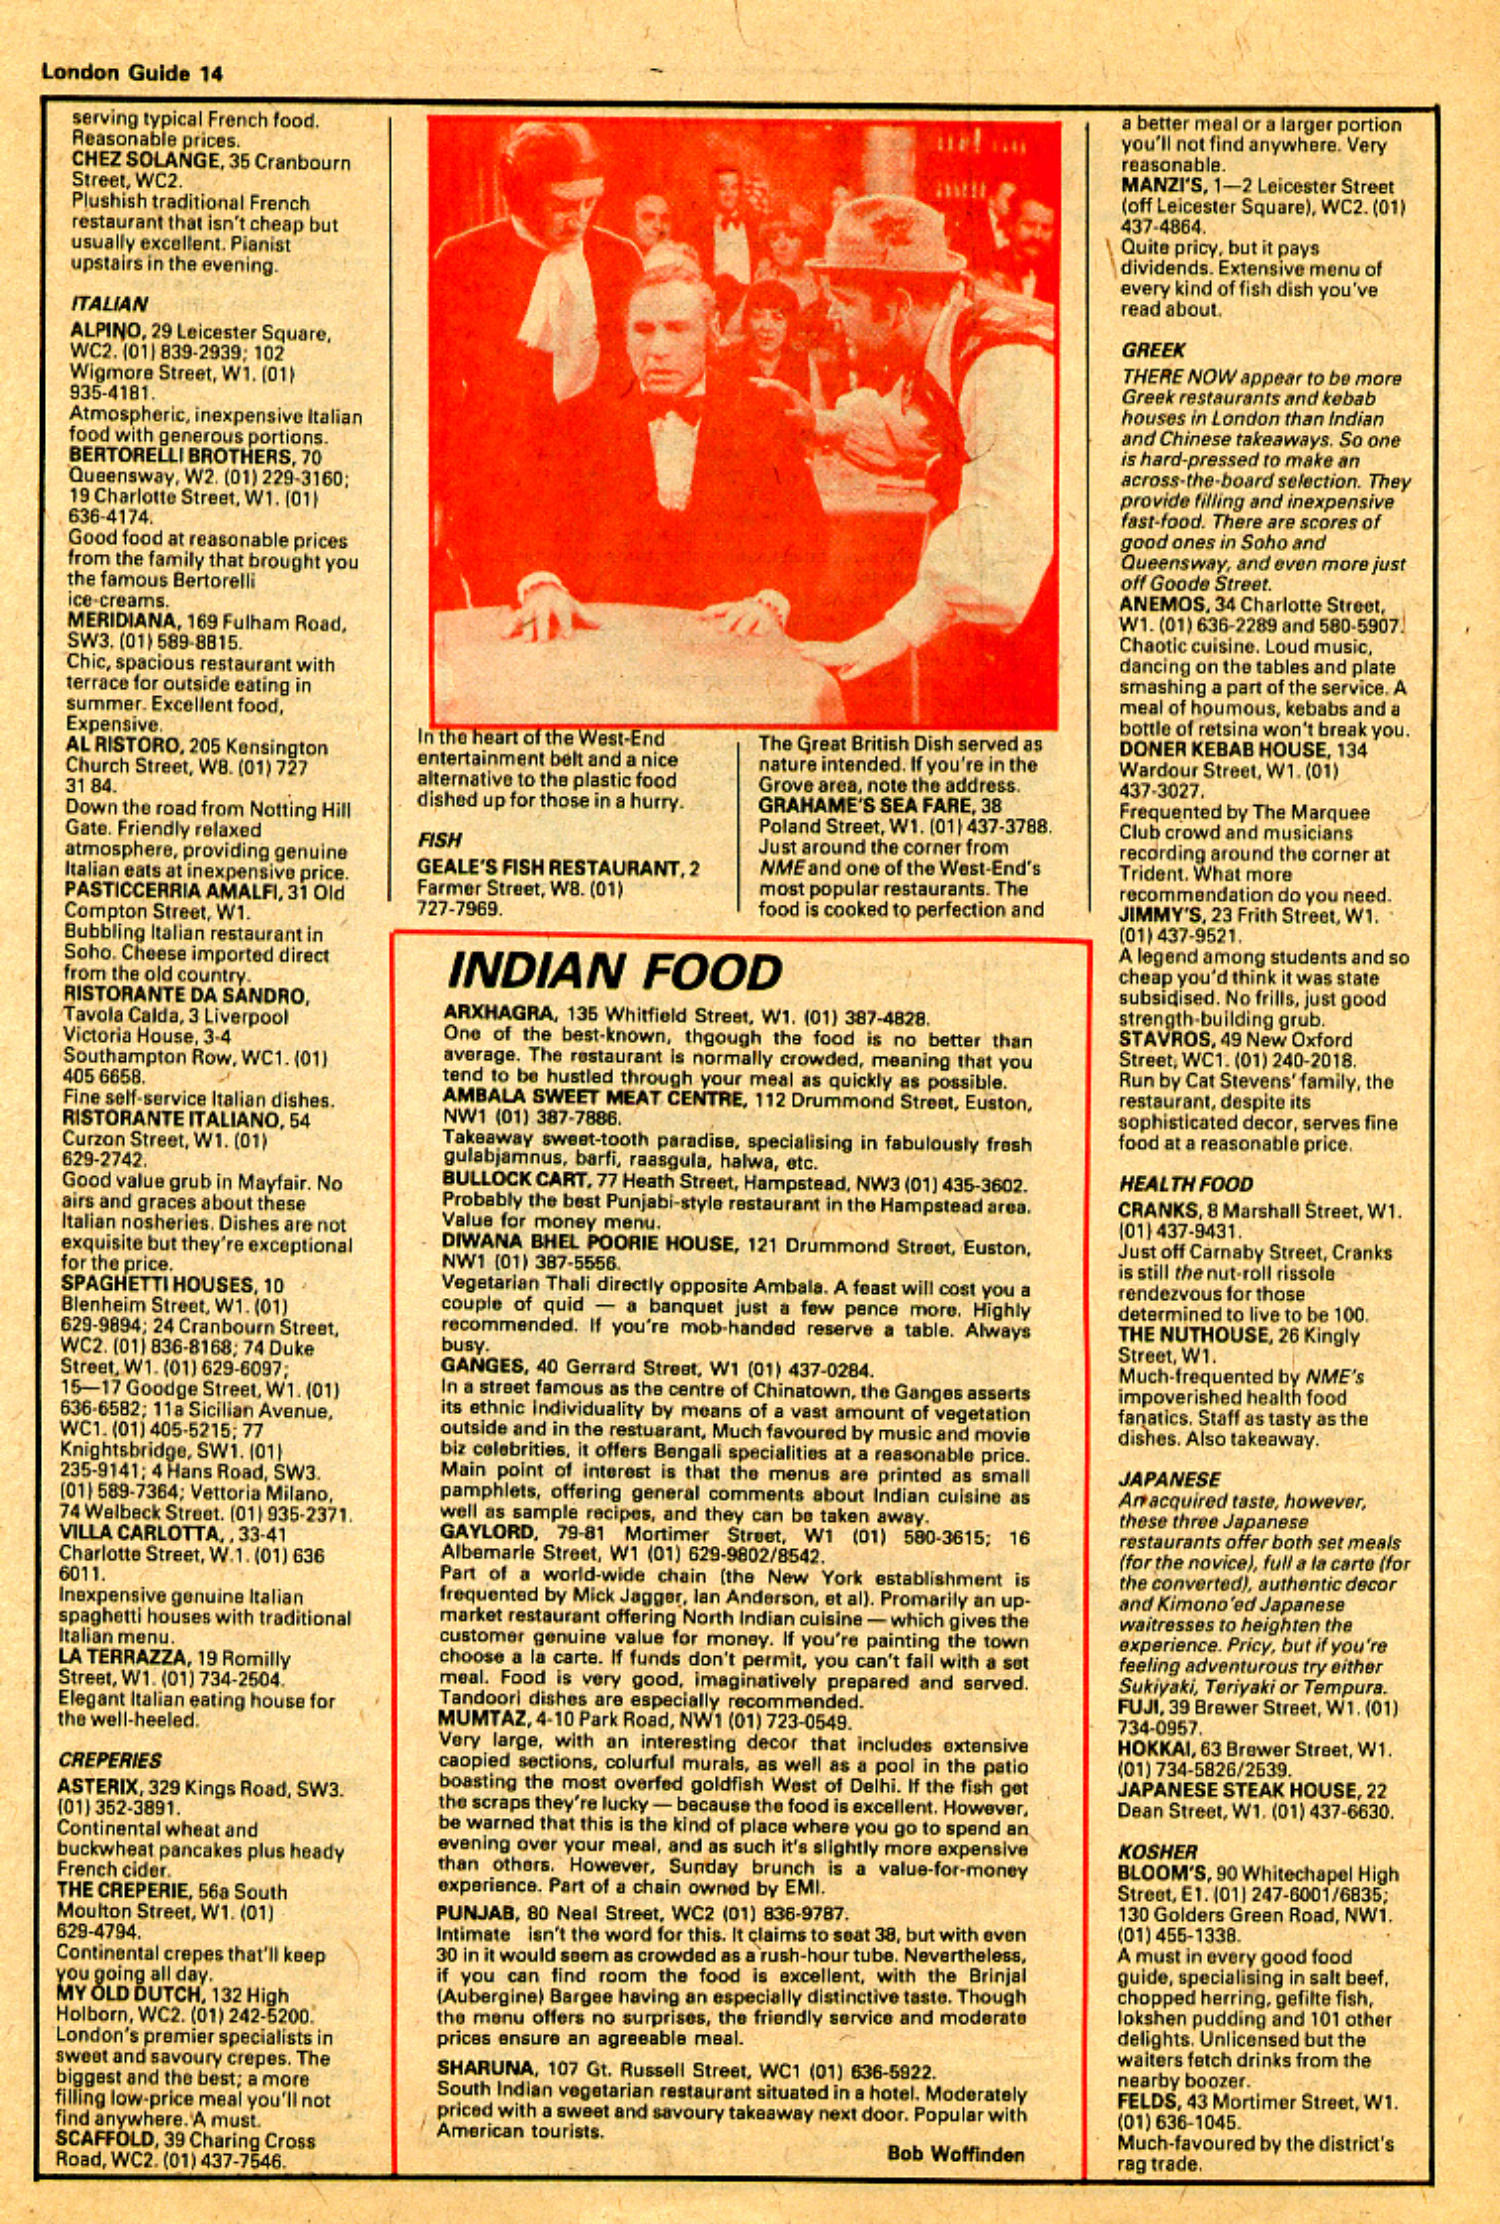 London Guide 14
serving typical French food.
Reasonable prices.
CHEZ SOLANGE, 35 Cranbourn
Street, WC2.
Plushish traditional French
restaurant that isn't cheap but
usually excellent. Pianist
upstairs in the evening.
ITALIAN
ALPINO, 29 Leicester Square,
WC2. (01) 839-2939; 102
Wigmore Street, W1. (01)
935-4181.
Atmospheric, inexpensive Italian
food with generous portions.
BERTORELLI BROTHERS, 70
Queensway, W2. (01) 229-3160;
19 Charlotte Street, W1. (01)
636-4174.
Good food at reasonable prices
from the family that brought you
the famous Bertorelli
ice-creams.
MERIDIANA, 169 Fulham Road,
SW3. (01) 589-8815.
Chic, spacious restaurant with
terrace for outside eating in
summer. Excellent food,
Expensive.
AL RISTORO, 205 Kensington
Church Street, W8. (01) 727
31 84.
Down the road from Notting Hill
Gate. Friendly relaxed
atmosphere, providing genuine
Italian eats at inexpensive price.
PASTICCERRIA AMALFI, 31 Old
Compton Street, W1.
Bubbling Italian restaurant in
Soho. Cheese imported direct
from the old country.
RISTORANTE DA SANDRO,
Tavola Calda, 3 Liverpool
Victoria House, 3-4
Southampton Row, WC1. (01)
405 6658.
Fine self-service Italian dishes.
RISTORANTE ITALIANO, 54
Curzon Street, W1. (01)
629-2742.
Good value grub in Mayfair. No
airs and graces about these
Italian nosheries. Dishes are not
exquisite but they're exceptional
for the price.
SPAGHETTI HOUSES, 10
Blenheim Street, W1. (01)
629-9894; 24 Cranbourn Street,
WC2. (01) 836-8168; 74 Duke
Street, W1. (01) 629-6097;
15—17 Goodge Street, W1. (01)
636-6582; 11a Sicilian Avenue,
WC1. (01) 405-5215; 77
Knightsbridge, SW1. (01)
235-9141; 4 Hans Road, SW3.
(01) 589-7364; Vettoria Milano,
74 Welbeck Street. (01) 935-2371.
VILLA CARLOTTA, , 33-41
Charlotte Street, W.1. (01) 636
6011.
Inexpensive genuine Italian
spaghetti houses with traditional
Italian menu.
LA TERRAZZA, 19 Romilly
Street, W1. (01) 734-2504.
Elegant Italian eating house for
the well-heeled.
CREPERIES
ASTERIX, 329 Kings Road, SW3.
(01) 352-3891.
Continental wheat and
buckwheat pancakes plus heady
French cider.
THE CREPERIE, 56a South
Moulton Street, W1. (01)
629-4794.
Continental crepes that'll keep
you going all day.
MY OLD DUTCH, 132 High
Holborn, WC2. (01) 242-5200.
London's premier specialists in
sweet and savoury crepes. The
biggest and the best; a more
filling low-price meal you'll not
find anywhere. A must.
SCAFFOLD, 39 Charing Cross
Road, WC2. (01) 437-7546.
In the heart of the West-End
entertainment belt and a nice
alternative to the plastic food
dished up for those in a hurry.
FISH
GEALE'S FISH RESTAURANT, 2
Farmer Street, W8. (01)
727-7969.
The Great British Dish served as
nature intended. If you're in the
Grove area, note the address.
GRAHAME'S SEA FARE, 38
Poland Street, W1. (01) 437-3788.
Just around the corner from
NME and one of the West-End's
most popular restaurants. The
food is cooked to perfection and
a better meal or a larger portion
you'll not find anywhere. Very
reasonable.
MANZI'S, 1—2 Leicester Street
(off Leicester Square), WC2. (01)
437-4864.
Quite pricy, but it pays
dividends. Extensive menu of
every kind of fish dish you've
read about.
GREEK
THERE NOW appear to be more
Greek restaurants and kebab
houses in London than Indian
and Chinese takeaways. So one
is hard-pressed to make an
across-the-board selection. They
provide filling and inexpensive
fast-food. There are scores of
good ones in Soho and
Queensway, and even more just
off Goode Street.
ANEMOS, 34 Charlotte Street,
W1. (01) 636-2289 and 580-5907.
Chaotic cuisine. Loud music,
dancing on the tables and plate
smashing a part of the service. A
meal of houmous, kebabs and a
bottle of retsina won't break you.
DONER KEBAB HOUSE, 134
Wardour Street, W1. (01)
437-3027.
Frequented by The Marquee
Club crowd and musicians
recording around the corner at
Trident. What more
recommendation do you need.
JIMMY'S, 23 Frith Street, W1.
(01) 437-9521.
A legend among students and so
cheap you'd think it was state
subsidised. No frills, just good
strength-building grub.
STAVROS, 49 New Oxford
Street, WC1. (01) 240-2018.
Run by Cat Stevens' family, the
restaurant, despite its
sophisticated decor, serves fine
food at a reasonable price.
HEALTH FOOD
CRANKS, 8 Marshall Street, W1.
(01) 437-9431.
Just off Carnaby Street, Cranks
is still the nut-roll rissole
rendezvous for those
determined to live to be 100.
THE NUTHOUSE, 26 Kingly
Street, W1.
Much-frequented by NME's
impoverished health food
fanatics. Staff as tasty as the
dishes. Also takeaway.
JAPANESE
An acquired taste, however,
these three Japanese
restaurants offer both set meals
(for the novice), full a la carte (for
the converted), authentic decor
and Kimono'ed Japanese
waitresses to heighten the
experience. Pricy, but if you're
feeling adventurous try either
Sukiyaki, Teriyaki or Tempura.
FUJI, 39 Brewer Street, W1. (01)
734-0957.
HOKKAI, 63 Brewer Street, W1.
(01) 734-5826/2539.
JAPANESE STEAK HOUSE, 22
Dean Street, W1. (01) 437-6630.
KOSHER
BLOOM'S, 90 Whitechapel High
Street, E1. (01) 247-6001/6835;
130 Golders Green Road, NW1.
(01) 455-1338.
A must in every good food
guide, specialising in salt beef,
chopped herring, gefilte fish,
lokshen pudding and 101 other
delights. Unlicensed but the
waiters fetch drinks from the
nearby boozer.
FELDS, 43 Mortimer Street, W1.
(01) 636-1045.
Much-favoured by the district's
rag trade.
INDIAN FOOD
ARXHAGRA, 135 Whitfield Street, W1. (01) 387-4828.
One of the best-known, thgough the food is no better than
average. The restaurant is normally crowded, meaning that you
tend to be hustled through your meal as quickly as possible.
AMBALA SWEET MEAT CENTRE, 112 Drummond Street, Euston,
NW1 (01) 387-7886.
Takeaway sweet-tooth paradise, specialising in fabulously fresh
gulabjamnus, barfi, raasgula, halwa, etc.
BULLOCK CART, 77 Heath Street, Hampstead, NW3 (01) 435-3602.
Probably the best Punjabi-style restaurant in the Hampstead area.
Value for money menu.
DIWANA BHEL POORIE HOUSE, 121 Drummond Street, Euston,
NW1 (01) 387-5556.
Vegetarian Thali directly opposite Ambala. A feast will cost you a
couple of quid — a banquet just a few pence more. Highly
recommended. If you're mob-handed reserve a table. Always
busy.
GANGES, 40 Gerrard Street, W1 (01) 437-0284.
In a street famous as the centre of Chinatown, the Ganges asserts
its ethnic individuality by means of a vast amount of vegetation
outside and in the restuarant, Much favoured by music and movie
biz celebrities, it offers Bengali specialities at a reasonable price.
Main point of interest is that the menus are printed as small
pamphlets, offering general comments about Indian cuisine as
well as sample recipes, and they can be taken away.
GAYLORD, 79-81 Mortimer Street, W1 (01) 580-3615; 16
Albemarle Street, W1 (01) 629-9802/8542.
Part of a world-wide chain (the New York establishment is
frequented by Mick Jagger, Ian Anderson, et al). Promarily an up-
market restaurant offering North Indian cuisine — which gives the
customer genuine value for money. If you're painting the town
choose a la carte. If funds don't permit, you can't fail with a set
meal. Food is very good, imaginatively prepared and served.
Tandoori dishes are especially recommended.
MUMTAZ, 4-10 Park Road, NW1 (01) 723-0549.
Very large, with an interesting decor that includes extensive
caopied sections, colurful murals, as well as a pool in the patio
boasting the most overfed goldfish West of Delhi. If the fish get
the scraps they're lucky — because the food is excellent. However,
be warned that this is the kind of place where you go to spend an
evening over your meal, and as such it's slightly more expensive
than others. However, Sunday brunch is a value-for-money
experience. Part of a chain owned by EMI.
PUNJAB, 80 Neal Street, WC2 (01) 836-9787.
Intimate isn't the word for this. It claims to seat 38, but with even
30 in it would seem as crowded as a rush-hour tube. Nevertheless,
if you can find room the food is excellent, with the Brinjal
(Aubergine) Bargee having an especially distinctive taste. Though
the menu offers no surprises, the friendly service and moderate
prices ensure an agreeable meal.
SHARUNA, 107 Gt. Russell Street, WC1 (01) 636-5922.
South Indian vegetarian restaurant situated in a hotel. Moderately
priced with a sweet and savoury takeaway next door. Popular with
American tourists.
Bob Woffinden